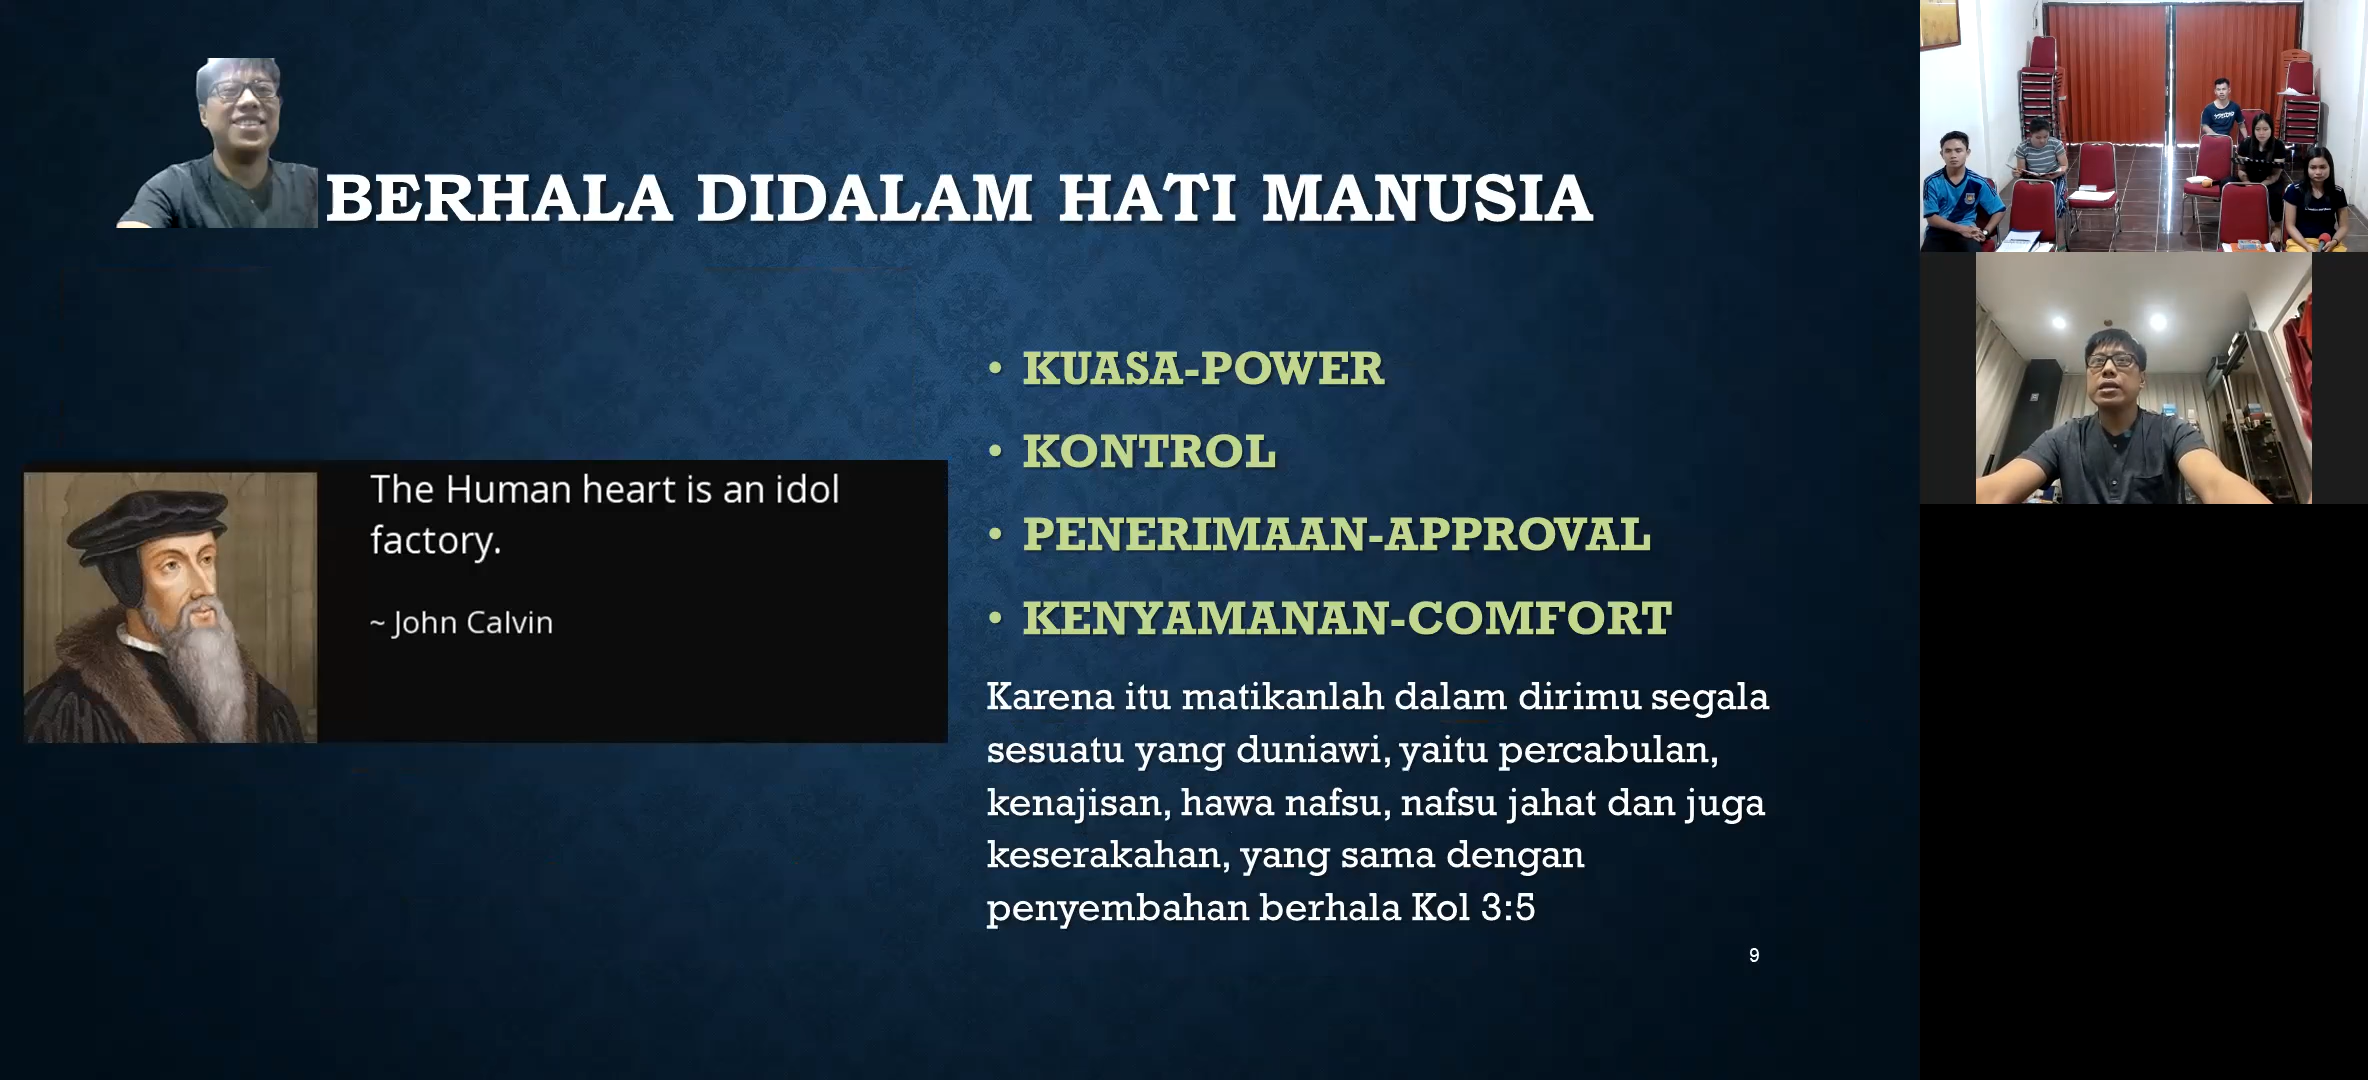 BERHALA DIDALAM HATI MANUSIA
The Human heart is an idol
factory.
~ John Calvin
• KUASA-POWER
• KONTROL
• PENERIMAAN-APPROVAL
• KENYAMANAN-COMFORT
Karena itu matikanlah dalam dirimu segala
sesuatu yang duniawi, yaitu percabulan,
kenajisan, hawa nafsu, nafsu jahat dan juga
keserakahan, yang sama dengan
penyembahan berhala Kol 3:5
9